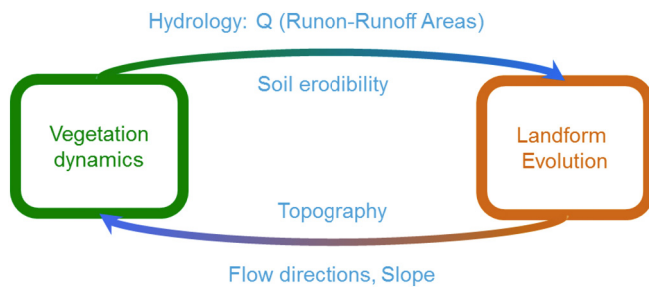 Hydrology: Q (Runon-Runoff Areas)
Soil erodibility
Vegetation
dynamics
Landform
Evolution
Topography
Flow directions, Slope